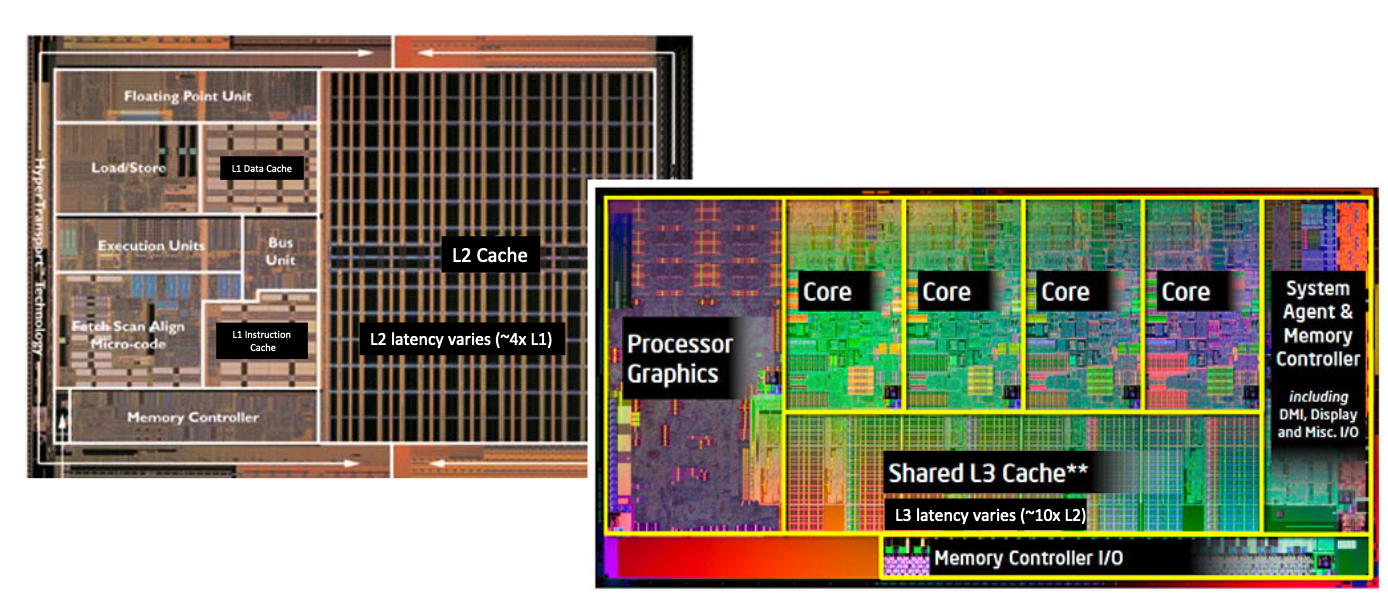 Floating Point Unit
Load/Store
L1 Data Cache
Execution Units
Bus
Unit
Fetch Scan Align
Micro-code
L1 Instruction
Cache
Memory Controller
HyperTransport™ Technology
L2 Cache
L2 latency varies (~4x L1)
Processor
Graphics
Core
Core
Core
Core
System
Agent &
Memory
Controller
including
DMI, Display
and Misc. I/O
Shared L3 Cache**
L3 latency varies (~10x L2)
Memory Controller I/O